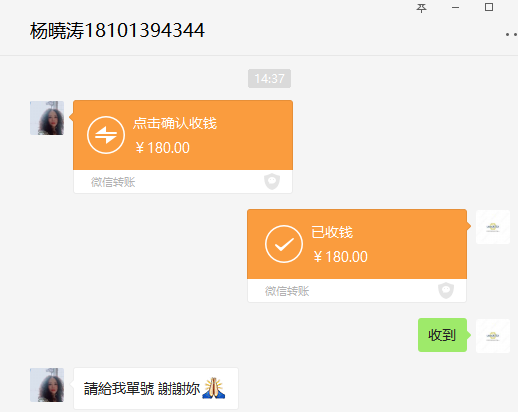 杨曉涛18101394344
14:37
点击确认收钱
￥180.00
微信转账
已收钱
￥180.00
微信转账
收到
請給我單號 謝謝妳🙏